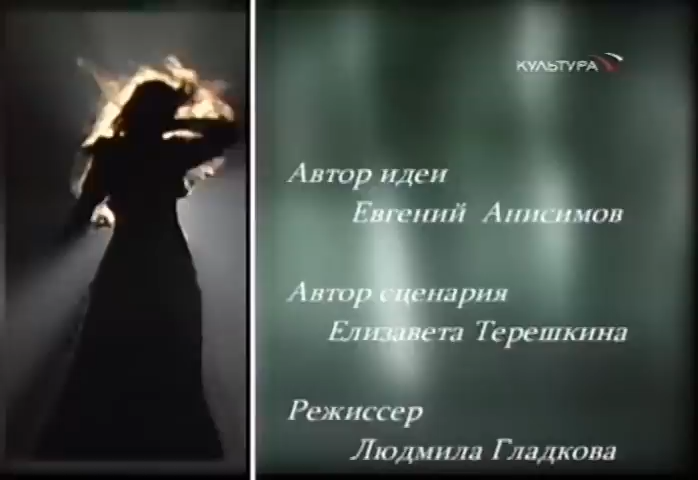 КУЛЬТУРА
Автор идеи
Евгений Анисимов
Автор сценария
Елизавета Терешкина
Режиссер
Людмила Гладкова